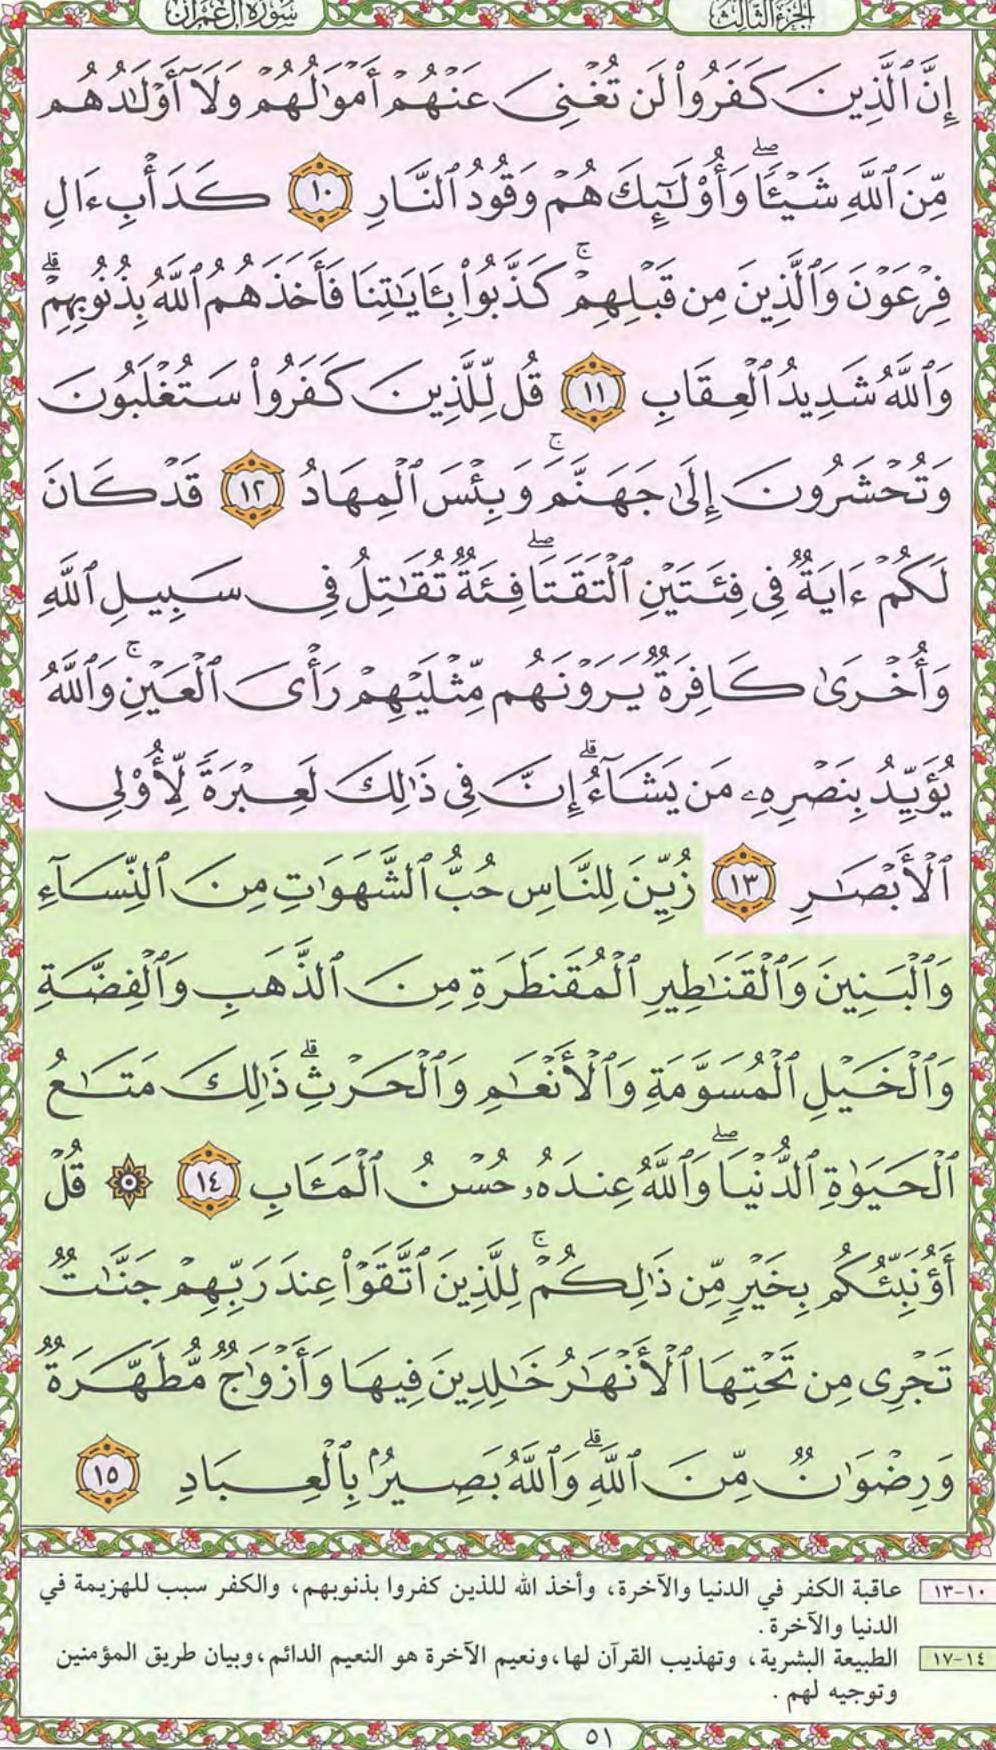 سُورَةُ آلِ عِمْرَانَ الجُزْءُ الثَّالِثُ
إِنَّ ٱلَّذِينَ كَفَرُوا۟ لَن تُغْنِىَ عَنْهُمْ أَمْوَٰلُهُمْ وَلَآ أَوْلَٰدُهُم
مِّنَ ٱللَّهِ شَيْـًٔا ۖ وَأُو۟لَٰٓئِكَ هُمْ وَقُودُ ٱلنَّارِ ١٠ كَدَأْبِ ءَالِ
فِرْعَوْنَ وَٱلَّذِينَ مِن قَبْلِهِمْ ۚ كَذَّبُوا۟ بِـَٔايَٰتِنَا فَأَخَذَهُمُ ٱللَّهُ بِذُنُوبِهِمْ ۗ
وَٱللَّهُ شَدِيدُ ٱلْعِقَابِ ١١ قُل لِّلَّذِينَ كَفَرُوا۟ سَتُغْلَبُونَ
وَتُحْشَرُونَ إِلَىٰ جَهَنَّمَ ۚ وَبِئْسَ ٱلْمِهَادُ ١٢ قَدْ كَانَ
لَكُمْ ءَايَةٌ فِى فِئَتَيْنِ ٱلْتَقَتَا ۖ فِئَةٌ تُقَٰتِلُ فِى سَبِيلِ ٱللَّهِ
وَأُخْرَىٰ كَافِرَةٌ يَرَوْنَهُم مِّثْلَيْهِمْ رَأْىَ ٱلْعَيْنِ ۚ وَٱللَّهُ
يُؤَيِّدُ بِنَصْرِهِۦ مَن يَشَآءُ ۗ إِنَّ فِى ذَٰلِكَ لَعِبْرَةً لِّأُو۟لِى
ٱلْأَبْصَٰرِ ١٣ زُيِّنَ لِلنَّاسِ حُبُّ ٱلشَّهَوَٰتِ مِنَ ٱلنِّسَآءِ
وَٱلْبَنِينَ وَٱلْقَنَٰطِيرِ ٱلْمُقَنطَرَةِ مِنَ ٱلذَّهَبِ وَٱلْفِضَّةِ
وَٱلْخَيْلِ ٱلْمُسَوَّمَةِ وَٱلْأَنْعَٰمِ وَٱلْحَرْثِ ۗ ذَٰلِكَ مَتَٰعُ
ٱلْحَيَوٰةِ ٱلدُّنْيَا ۖ وَٱللَّهُ عِندَهُۥ حُسْنُ ٱلْمَـَٔابِ ١٤ ۞ قُلْ
أَؤُنَبِّئُكُم بِخَيْرٍ مِّن ذَٰلِكُمْ ۚ لِلَّذِينَ ٱتَّقَوْا۟ عِندَ رَبِّهِمْ جَنَّٰتٌ
تَجْرِى مِن تَحْتِهَا ٱلْأَنْهَٰرُ خَٰلِدِينَ فِيهَا وَأَزْوَٰجٌ مُّطَهَّرَةٌ
وَرِضْوَٰنٌ مِّنَ ٱللَّهِ ۗ وَٱللَّهُ بَصِيرٌۢ بِٱلْعِبَادِ ١٥
١٠-١٣ عاقبة الكفر في الدنيا والآخرة، وأخذ الله للذين كفروا بذنوبهم، والكفر سبب للهزيمة في
الدنيا والآخرة.
١٤-١٧ الطبيعة البشرية، وتهذيب القرآن لها، ونعيم الآخرة هو النعيم الدائم، وبيان طريق المؤمنين
وتوجيه لهم.
٥١